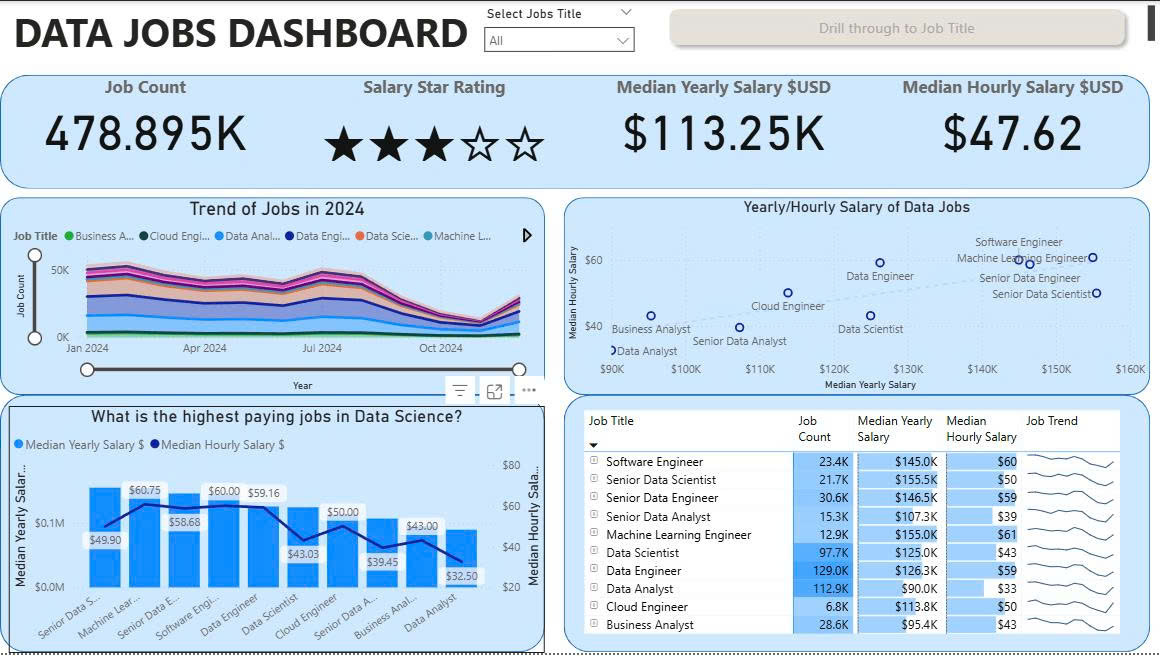 DATA JOBS DASHBOARD
Select Jobs Title
All
Drill through to Job Title
Job Count
Salary Star Rating
Median Yearly Salary $USD
Median Hourly Salary $USD
478.895K
$113.25K
$47.62
Trend of Jobs in 2024
Job Title
Business A...
Cloud Engi...
Data Anal...
Data Engi...
Data Scie...
Machine L...
Job Count
50K
0K
Jan 2024
Apr 2024
Jul 2024
Oct 2024
Year
Yearly/Hourly Salary of Data Jobs
Median Hourly Salary
$60
$40
Software Engineer
Machine Learning Engineer
Data Engineer
Senior Data Engineer
Senior Data Scientist
Cloud Engineer
Business Analyst
Data Scientist
Senior Data Analyst
Data Analyst
$90K
$100K
$110K
$120K
$130K
$140K
$150K
$160K
Median Yearly Salary
What is the highest paying jobs in Data Science?
Median Yearly Salary $
Median Hourly Salary $
Median Yearly Salar...
$0.1M
$0.0M
$49.90
$60.75
$58.68
$60.00
$59.16
$43.03
$50.00
$39.45
$43.00
$32.50
$80
$60
$40
$20
Median Hourly Sala...
Senior Data S...
Machine Lear...
Senior Data E...
Software Engi...
Data Engineer
Data Scientist
Cloud Engineer
Senior Data A...
Business Anal...
Data Analyst
Job Title Job Count Median Yearly Salary Median Hourly Salary Job Trend
Software Engineer 23.4K $145.0K $60
Senior Data Scientist 21.7K $155.5K $50
Senior Data Engineer 30.6K $146.5K $59
Senior Data Analyst 15.3K $107.3K $39
Machine Learning Engineer 12.9K $155.0K $61
Data Scientist 97.7K $125.0K $43
Data Engineer 129.0K $126.3K $59
Data Analyst 112.9K $90.0K $33
Cloud Engineer 6.8K $113.8K $50
Business Analyst 28.6K $95.4K $43